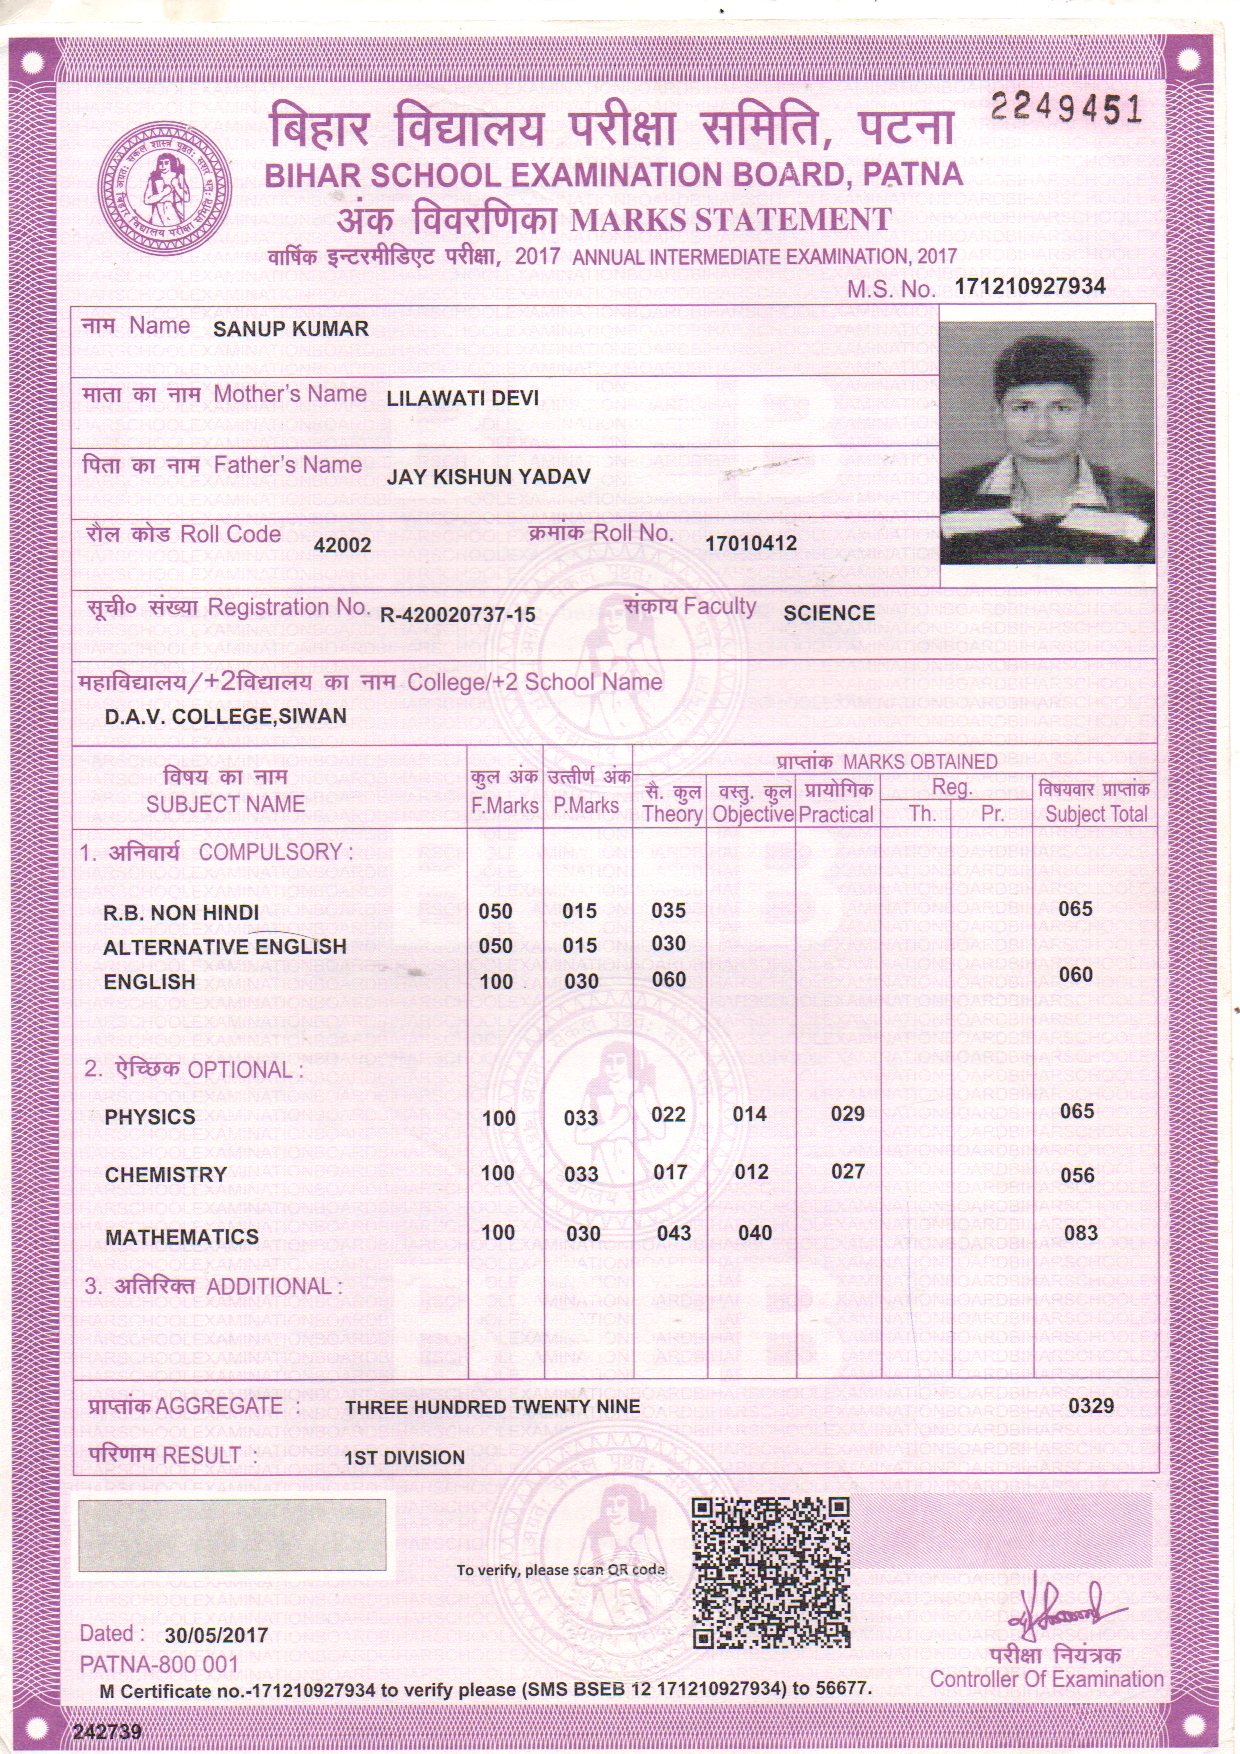 2249451
बिहार विद्यालय परीक्षा समिति, पटना
BIHAR SCHOOL EXAMINATION BOARD, PATNA
अंक विवरणिका MARKS STATEMENT
वार्षिक इन्टरमीडिएट परीक्षा, 2017 ANNUAL INTERMEDIATE EXAMINATION, 2017
M.S. No. 171210927934
नाम Name SANUP KUMAR
माता का नाम Mother's Name LILAWATI DEVI
पिता का नाम Father's Name JAY KISHUN YADAV
रौल कोड Roll Code 42002 क्रमांक Roll No. 17010412
सूची० संख्या Registration No. R-420020737-15 संकाय Faculty SCIENCE
महाविद्यालय/+2विद्यालय का नाम College/+2 School Name
D.A.V. COLLEGE,SIWAN
प्राप्तांक MARKS OBTAINED
विषय का नाम कुल अंक उत्तीर्ण अंक सै. कुल वस्तु. कुल प्रायोगिक Reg. विषयवार प्राप्तांक
SUBJECT NAME F.Marks P.Marks Theory Objective Practical Th. Pr. Subject Total
1. अनिवार्य COMPULSORY :
R.B. NON HINDI 050 015 035 065
ALTERNATIVE ENGLISH 050 015 030
ENGLISH 100 030 060 060
2. ऐच्छिक OPTIONAL :
PHYSICS 100 033 022 014 029 065
CHEMISTRY 100 033 017 012 027 056
MATHEMATICS 100 030 043 040 083
3. अतिरिक्त ADDITIONAL :
प्राप्तांक AGGREGATE : THREE HUNDRED TWENTY NINE 0329
परिणाम RESULT : 1ST DIVISION
To verify, please scan QR code
Dated : 30/05/2017
PATNA-800 001
परीक्षा नियंत्रक
Controller Of Examination
M Certificate no.-171210927934 to verify please (SMS BSEB 12 171210927934) to 56677.
242739